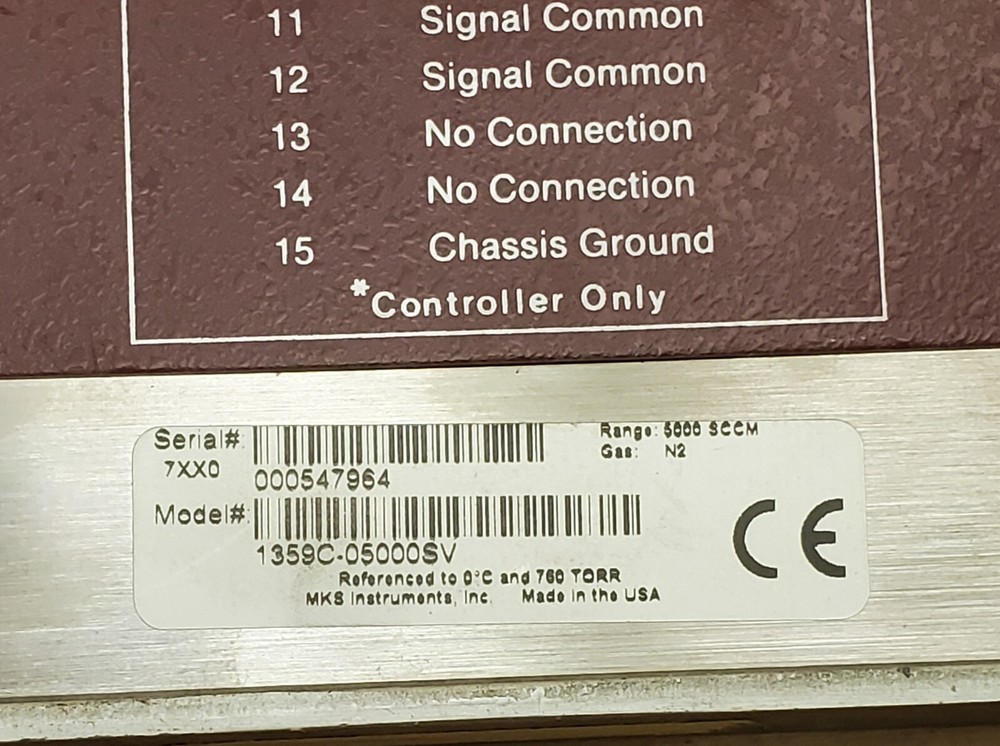 11 Signal Common
12 Signal Common
13 No Connection
14 No Connection
15 Chassis Ground
*Controller Only
Serial#: Range: 5000 SCCM
7XX0 000547964 Gas: N2
Model#:
1359C-05000SV
CE
Referenced to 0°C and 760 TORR
MKS Instruments, Inc. Made in the USA